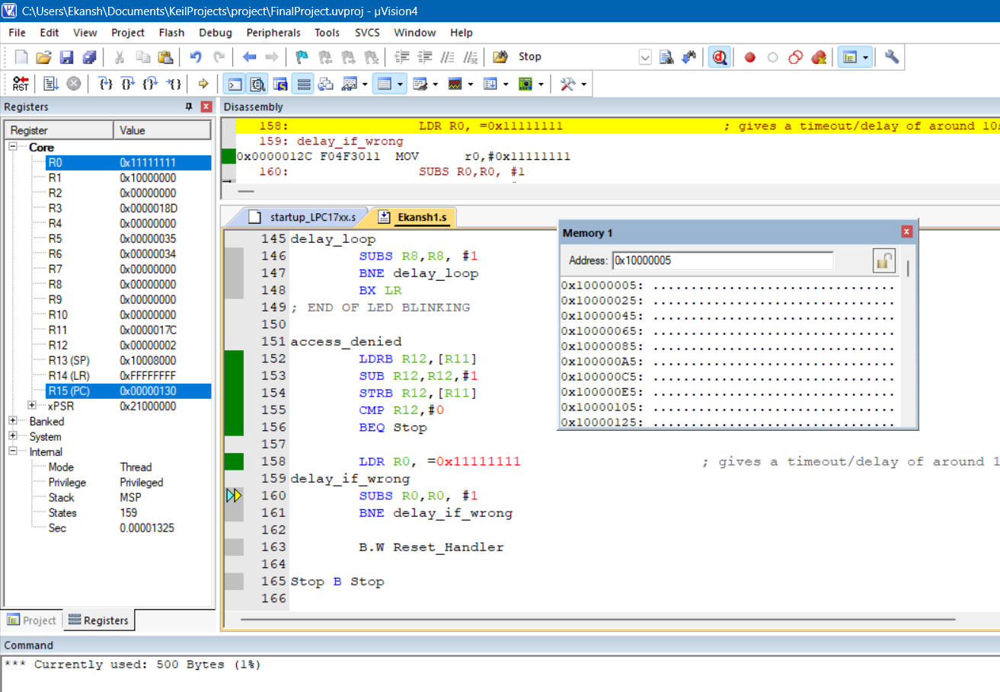 C:\Users\Ekansh\Documents\KeilProjects\project\FinalProject.uvproj - µVision4
File Edit View Project Flash Debug Peripherals Tools SVCS Window Help
Stop
RST
Registers
Register Value
Core
R0 0x11111111
R1 0x10000000
R2 0x00000000
R3 0x0000018D
R4 0x00000000
R5 0x00000035
R6 0x00000034
R7 0x00000000
R8 0x00000000
R9 0x00000000
R10 0x00000000
R11 0x0000017C
R12 0x00000002
R13 (SP) 0x10008000
R14 (LR) 0xFFFFFFFF
R15 (PC) 0x00000130
xPSR 0x21000000
Banked
System
Internal
Mode Thread
Privilege Privileged
Stack MSP
States 159
Sec 0.00001325
Project Registers
Disassembly
158: LDR R0, =0x11111111 ; gives a timeout/delay of around 10s
159: delay_if_wrong
0x0000012C F04F3011 MOV r0,#0x11111111
160: SUBS R0,R0, #1
startup_LPC17xx.s Ekansh1.s
145 delay_loop
146 SUBS R8,R8, #1
147 BNE delay_loop
148 BX LR
149 ; END OF LED BLINKING
150
151 access_denied
152 LDRB R12,[R11]
153 SUB R12,R12,#1
154 STRB R12,[R11]
155 CMP R12,#0
156 BEQ Stop
157
158 LDR R0, =0x11111111 ; gives a timeout/delay of around 1
159 delay_if_wrong
160 SUBS R0,R0, #1
161 BNE delay_if_wrong
162
163 B.W Reset_Handler
164
165 Stop B Stop
166
Memory 1
Address: 0x10000005
0x10000005: ................................
0x10000025: ................................
0x10000045: ................................
0x10000065: ................................
0x10000085: ................................
0x100000A5: ................................
0x100000C5: ................................
0x100000E5: ................................
0x10000105: ................................
0x10000125: ................................
Command
*** Currently used: 500 Bytes (1%)